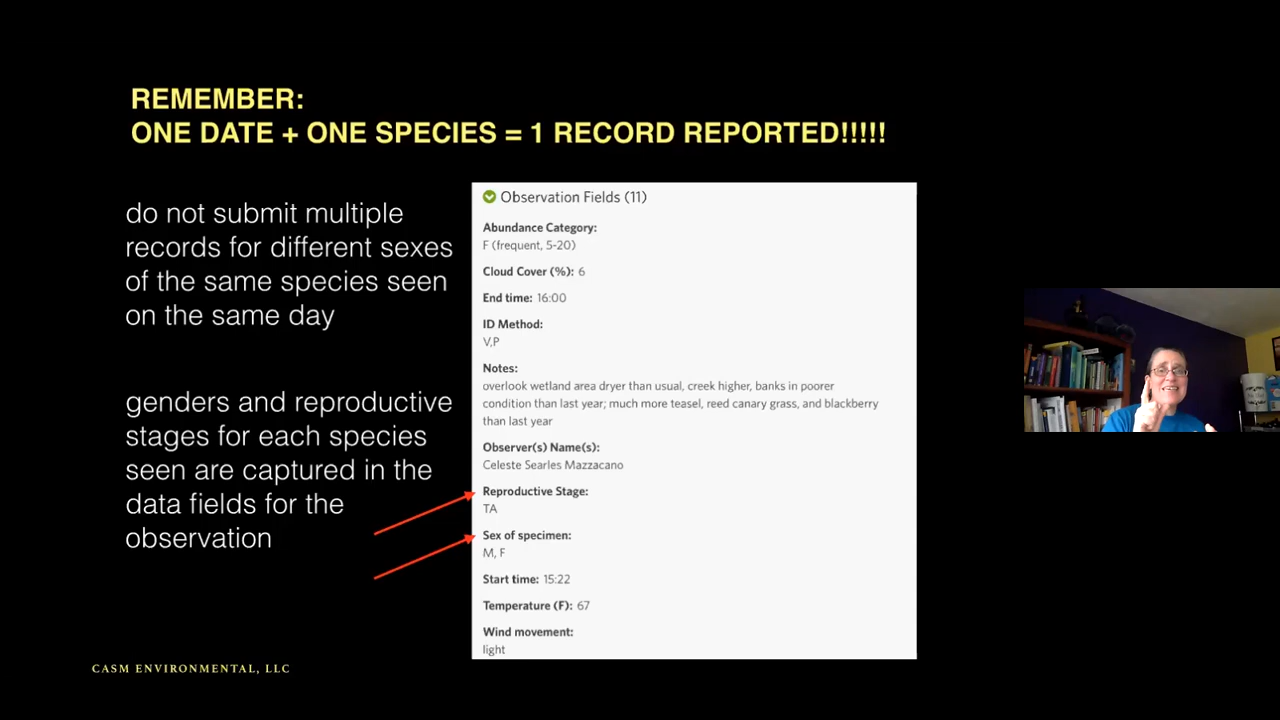 REMEMBER:
ONE DATE + ONE SPECIES = 1 RECORD REPORTED!!!!!
do not submit multiple
records for different sexes
of the same species seen
on the same day
genders and reproductive
stages for each species
seen are captured in the
data fields for the
observation
Observation Fields (11)
Abundance Category:
F (frequent, 5-20)
Cloud Cover (%): 6
End time: 16:00
ID Method:
V,P
Notes:
overlook wetland area dryer than usual, creek higher, banks in poorer
condition than last year; much more teasel, reed canary grass, and blackberry
than last year
Observer(s) Name(s):
Celeste Searles Mazzacano
Reproductive Stage:
TA
Sex of specimen:
M, F
Start time: 15:22
Temperature (F): 67
Wind movement:
light
CASM ENVIRONMENTAL, LLC